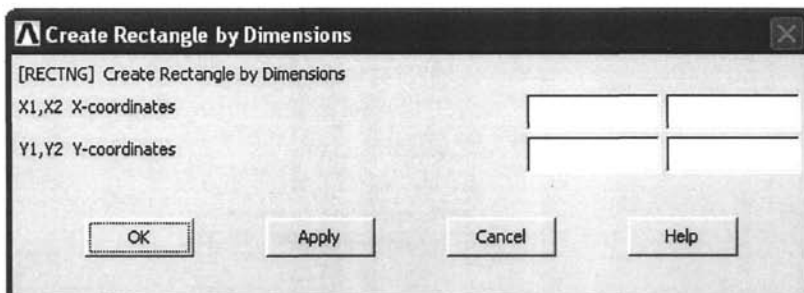 Create Rectangle by Dimensions
[RECTNG] Create Rectangle by Dimensions
X1,X2 X-coordinates
Y1,Y2 Y-coordinates
OK Apply Cancel Help